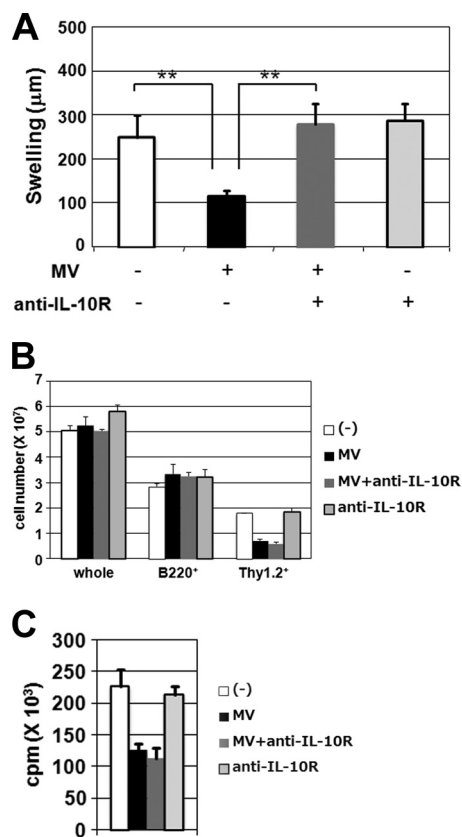 A
500
400
300
200
100
0
Swelling (μm)
** **
MV - + + -
anti-IL-10R - - + +
B
7
6
5
4
3
2
1
0
cell number (X 10⁷)
whole B220⁺ Thy1.2⁺
(-)
MV
MV+anti-IL-10R
anti-IL-10R
C
300
250
200
150
100
50
0
cpm (X 10³)
(-)
MV
MV+anti-IL-10R
anti-IL-10R